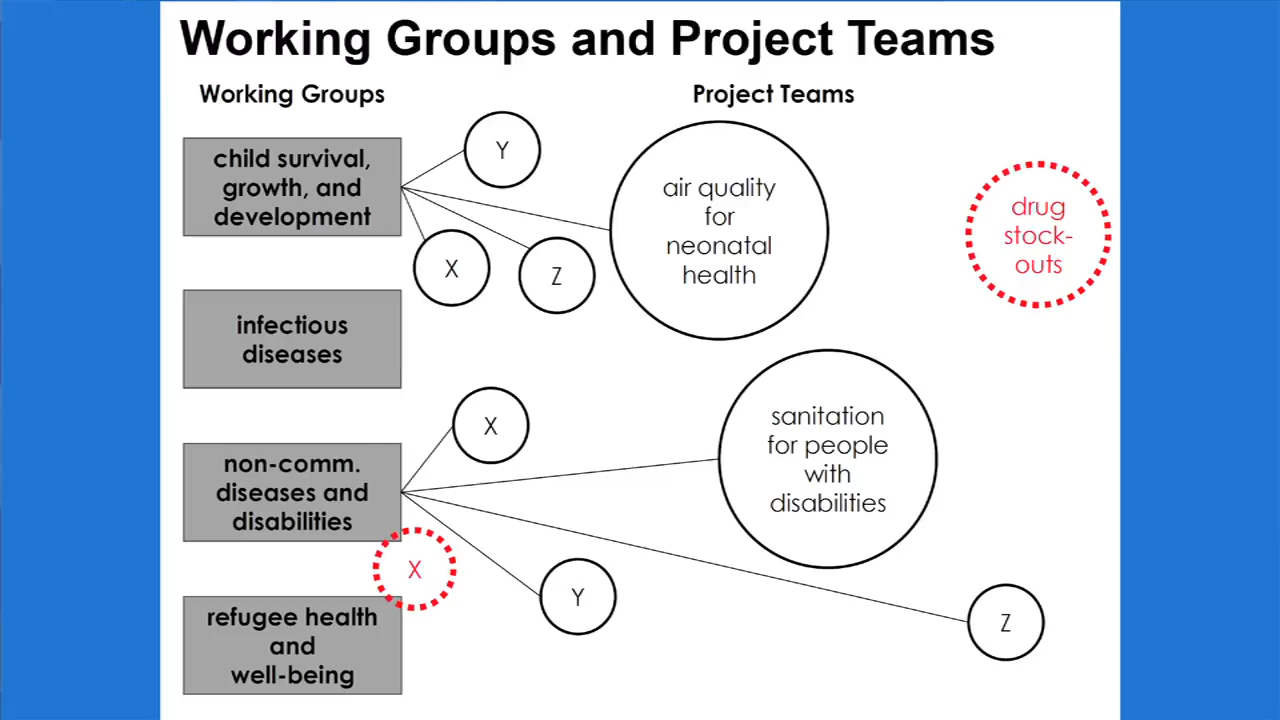 Working Groups and Project Teams
Working Groups
Project Teams
child survival,
growth, and
development
Y
X
Z
air quality
for
neonatal
health
drug
stock-
outs
infectious
diseases
non-comm.
diseases and
disabilities
X
sanitation
for people
with
disabilities
X
Y
Z
refugee health
and
well-being